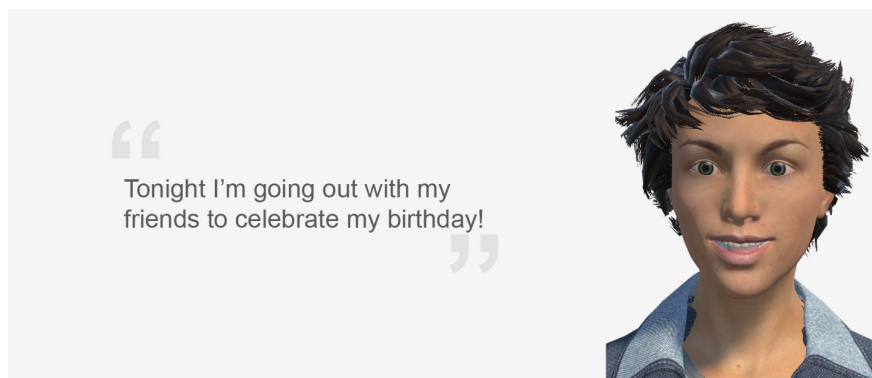 “
Tonight I’m going out with my
friends to celebrate my birthday!
”